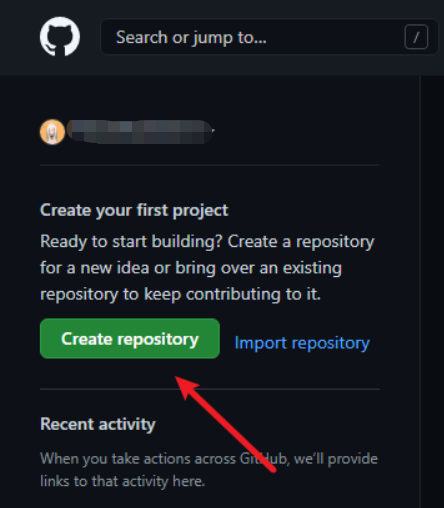 Search or jump to...
/
Create your first project
Ready to start building? Create a repository
for a new idea or bring over an existing
repository to keep contributing to it.
Create repository
Import repository
Recent activity
When you take actions across GitHub, we'll provide
links to that activity here.